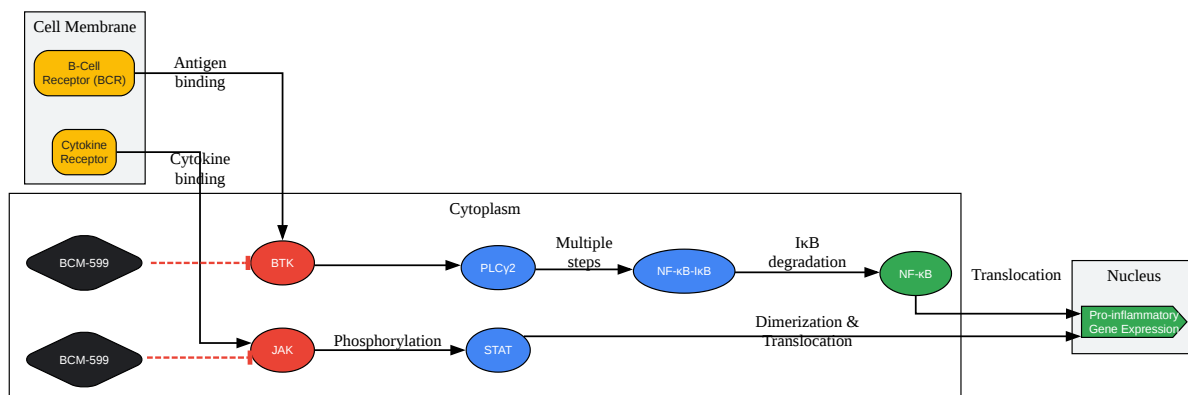 Cell Membrane
B-Cell
Receptor (BCR)
Antigen
binding
Cytokine
Receptor
Cytokine
binding
Cytoplasm
BCM-599
BTK
PLCγ2
Multiple
steps
NF-κB-IκB
IκB
degradation
NF-κB
Translocation
Nucleus
Pro-inflammatory
Gene Expression
BCM-599
JAK
Phosphorylation
STAT
Dimerization &
Translocation